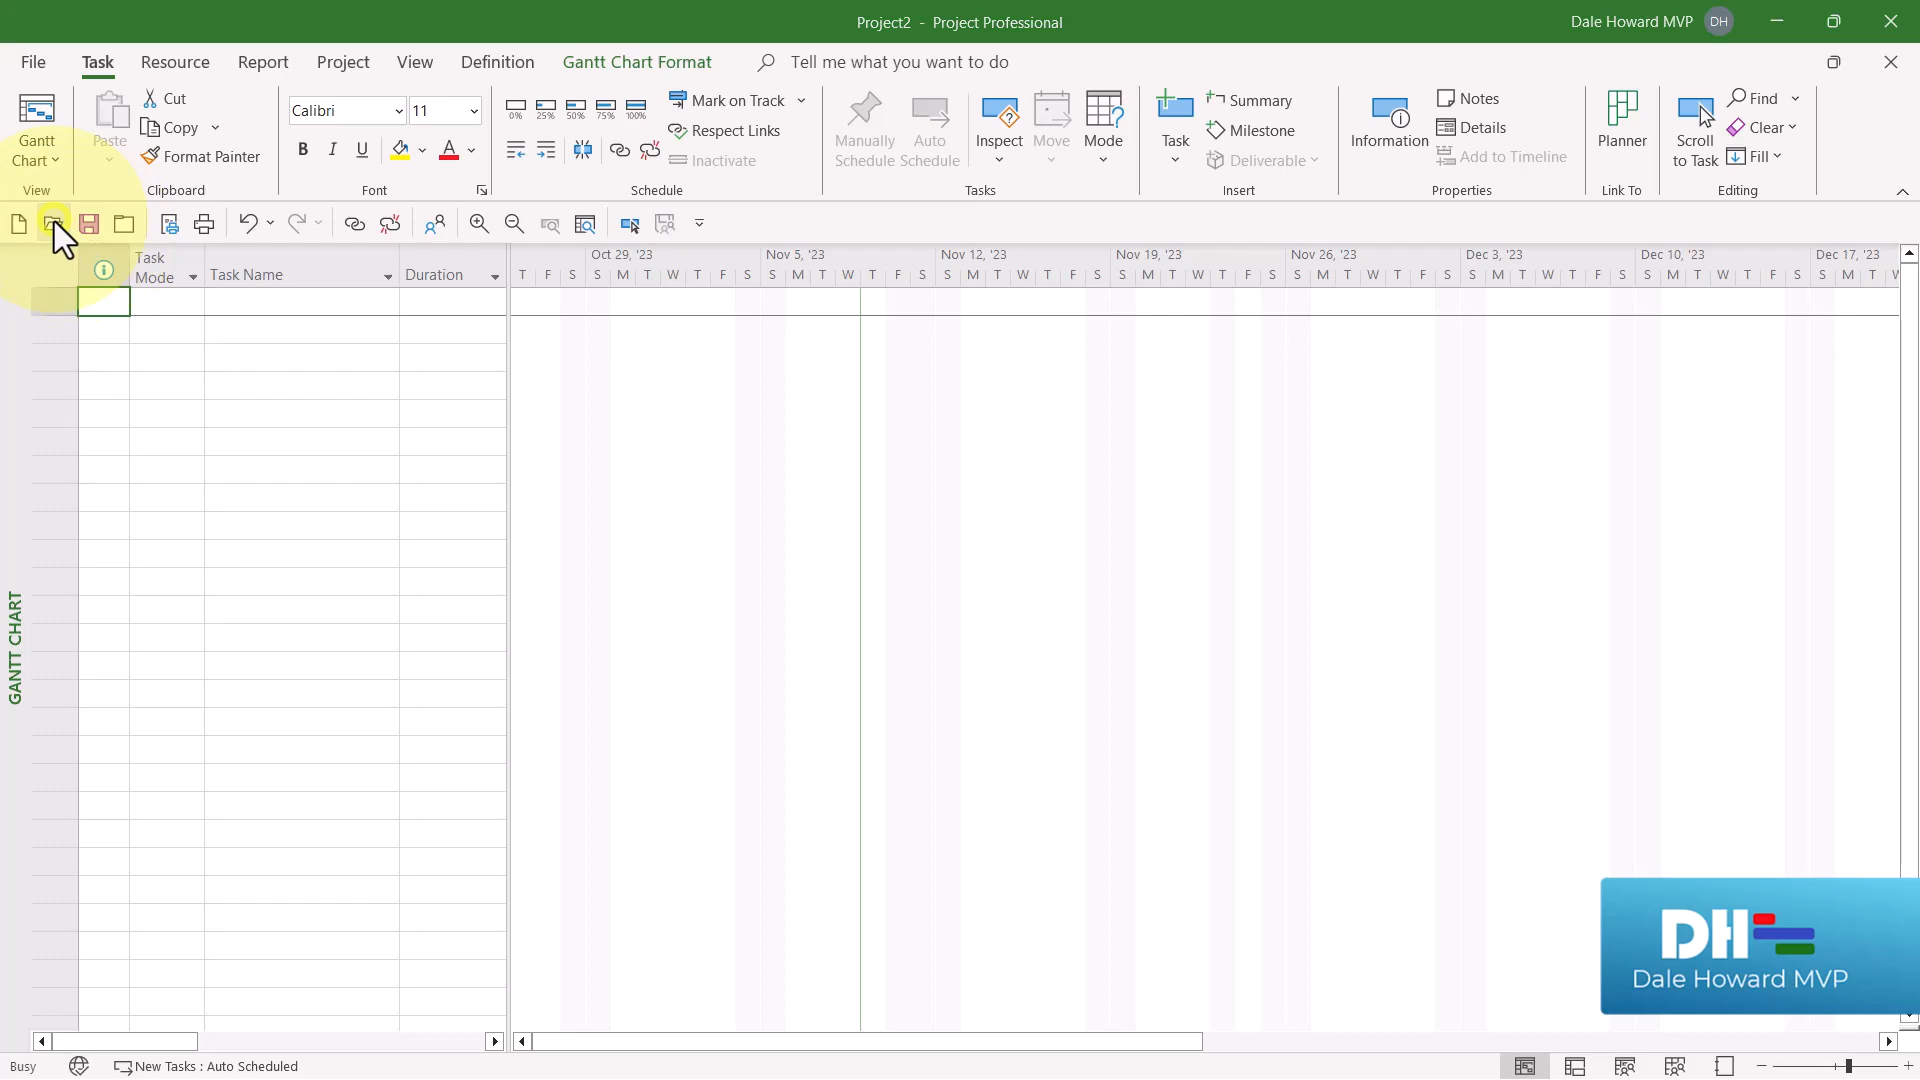 Project2 - Project Professional
Dale Howard MVP DH
File Task Resource Report Project View Definition Gantt Chart Format Tell me what you want to do
Gantt Chart
View
Paste
Cut
Copy
Format Painter
Clipboard
Calibri 11
B I U A
Font
0% 25% 50% 75% 100%
Mark on Track
Respect Links
Inactivate
Schedule
Manually Schedule
Auto Schedule
Inspect
Move
Mode
Tasks
Task
Summary
Milestone
Deliverable
Insert
Information
Notes
Details
Add to Timeline
Properties
Planner
Link To
Scroll to Task
Find
Clear
Fill
Editing
Task Mode
Task Name
Duration
Oct 29, '23 Nov 5, '23 Nov 12, '23 Nov 19, '23 Nov 26, '23 Dec 3, '23 Dec 10, '23 Dec 17, '23
T F S S M T W T F S S M T W T F S S M T W T F S S M T W T F S S M T W T F S S M T W T F S S M T W T F S S M T W
GANTT CHART
DH
Dale Howard MVP
Busy New Tasks : Auto Scheduled